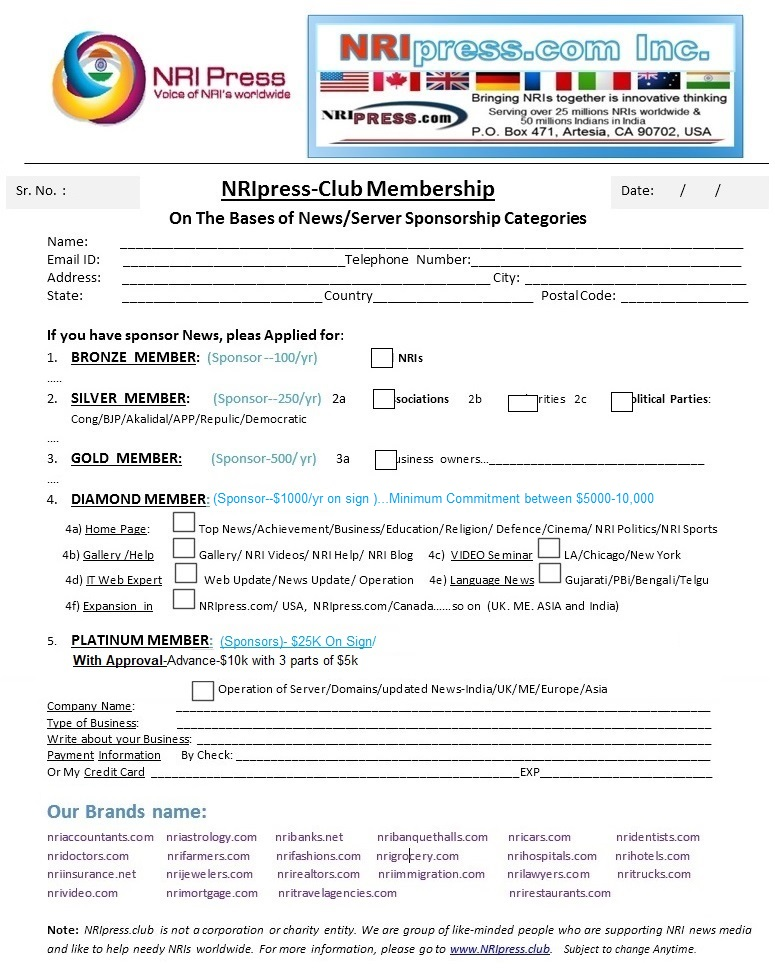 NRI Press
Voice of NRI's worldwide
NRIpress.com Inc.
Bringing NRIs together is innovative thinking
NRIPRESS.com
Serving over 25 millions NRIs worldwide &
50 millions Indians in India
P.O. Box 471, Artesia, CA 90702, USA
Sr. No. :
NRIpress-Club Membership
Date: / /
On The Bases of News/Server Sponsorship Categories
Name: ____
Email ID: ____Telephone Number:____
Address: ____ City: ____
State: ____ Country____ Postal Code: ____
If you have sponsor News, pleas Applied for:
1. BRONZE MEMBER: (Sponsor--100/yr) NRIs
.....
2. SILVER MEMBER: (Sponsor--250/yr) 2a sociations 2b rities 2c olitical Parties:
Cong/BJP/Akalidal/APP/Repulic/Democratic
....
3. GOLD MEMBER: (Sponsor-500/yr) 3a usiness owners...____
....
4. DIAMOND MEMBER: (Sponsor--$1000/yr on sign )...Minimum Commitment between $5000-10,000
4a) Home Page: Top News/Achievement/Business/Education/Religion/ Defence/Cinema/ NRI Politics/NRI Sports
4b) Gallery /Help Gallery/ NRI Videos/ NRI Help/ NRI Blog 4c) VIDEO Seminar LA/Chicago/New York
4d) IT Web Expert Web Update/News Update/ Operation 4e) Language News Gujarati/PBi/Bengali/Telgu
4f) Expansion in NRIpress.com/ USA, NRIpress.com/Canada......so on (UK. ME. ASIA and India)
5. PLATINUM MEMBER: (Sponsors)- $25K On Sign/
With Approval-Advance-$10k with 3 parts of $5k
Operation of Server/Domains/updated News-India/UK/ME/Europe/Asia
Company Name: ____
Type of Business: ____
Write about your Business: ____
Payment Information By Check: ____
Or My Credit Card ____EXP____
Our Brands name:
nriaccountants.com nriastrology.com nribanks.net nribanquethalls.com nricars.com nridentists.com
nridoctors.com nrifarmers.com nrifashions.com nrigrocery.com nrihospitals.com nrihotels.com
nriinsurance.net nrijewelers.com nrirealtors.com nriimmigration.com nrilawyers.com nritrucks.com
nrivideo.com nrimortgage.com nritravelagencies.com nrirestaurants.com
Note: NRIpress.club is not a corporation or charity entity. We are group of like-minded people who are supporting NRI news media
and like to help needy NRIs worldwide. For more information, please go to www.NRIpress.club. Subject to change Anytime.